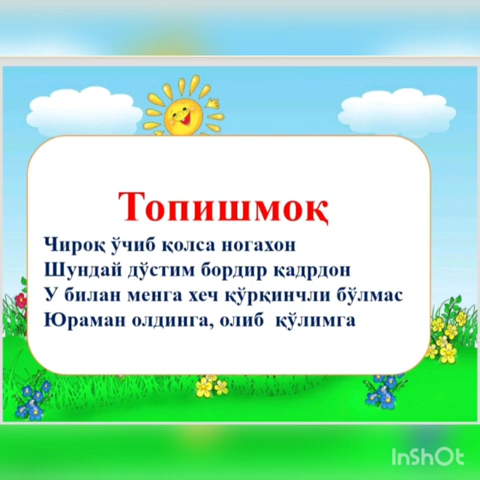 Топишмоқ
Чироқ ўчиб қолса ногахон
Шундай дўстим бордир қадрдон
У билан менга хеч қўрқинчли бўлмас
Юраман олдинга, олиб қўлимга
InShOt